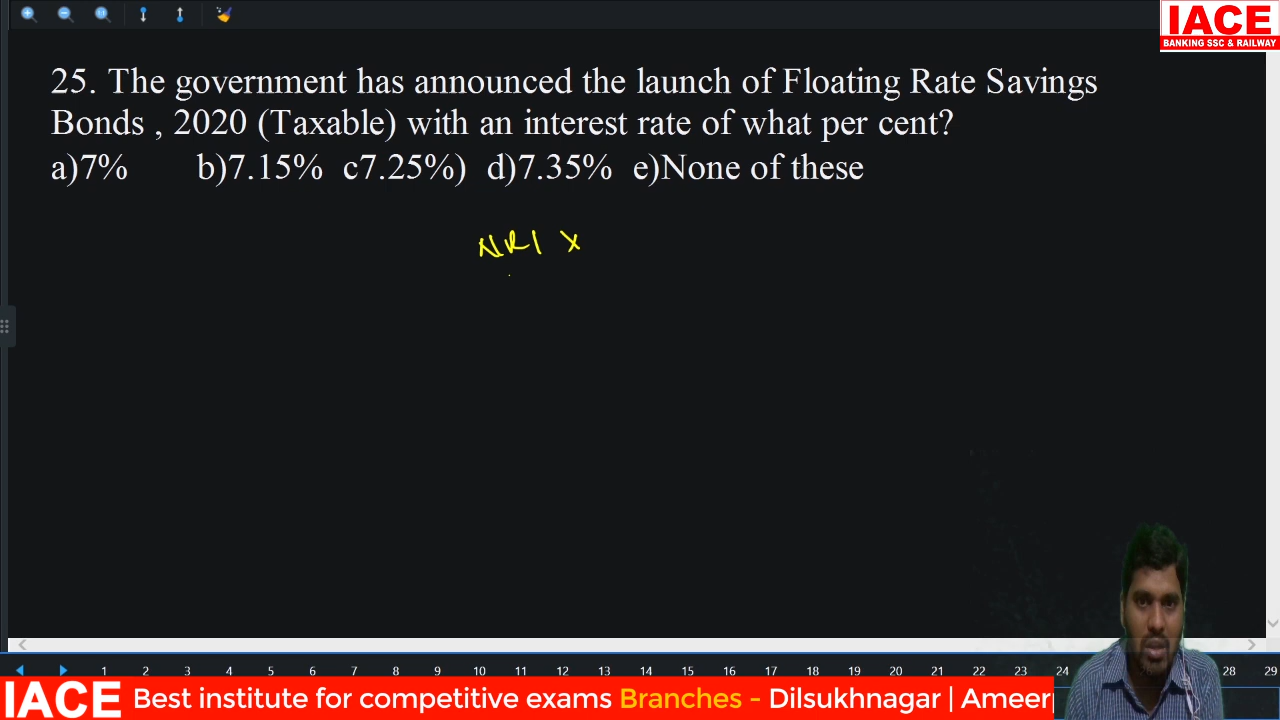 IACE
BANKING SSC & RAILWAY
25. The government has announced the launch of Floating Rate Savings
Bonds , 2020 (Taxable) with an interest rate of what per cent?
a)7% b)7.15% c7.25%) d)7.35% e)None of these
NRI X
1 2 3 4 5 6 7 8 9 10 11 12 13 14 15 16 17 18 19 20 21 22 23 24 28 29
IACE Best institute for competitive exams Branches - Dilsukhnagar | Ameer